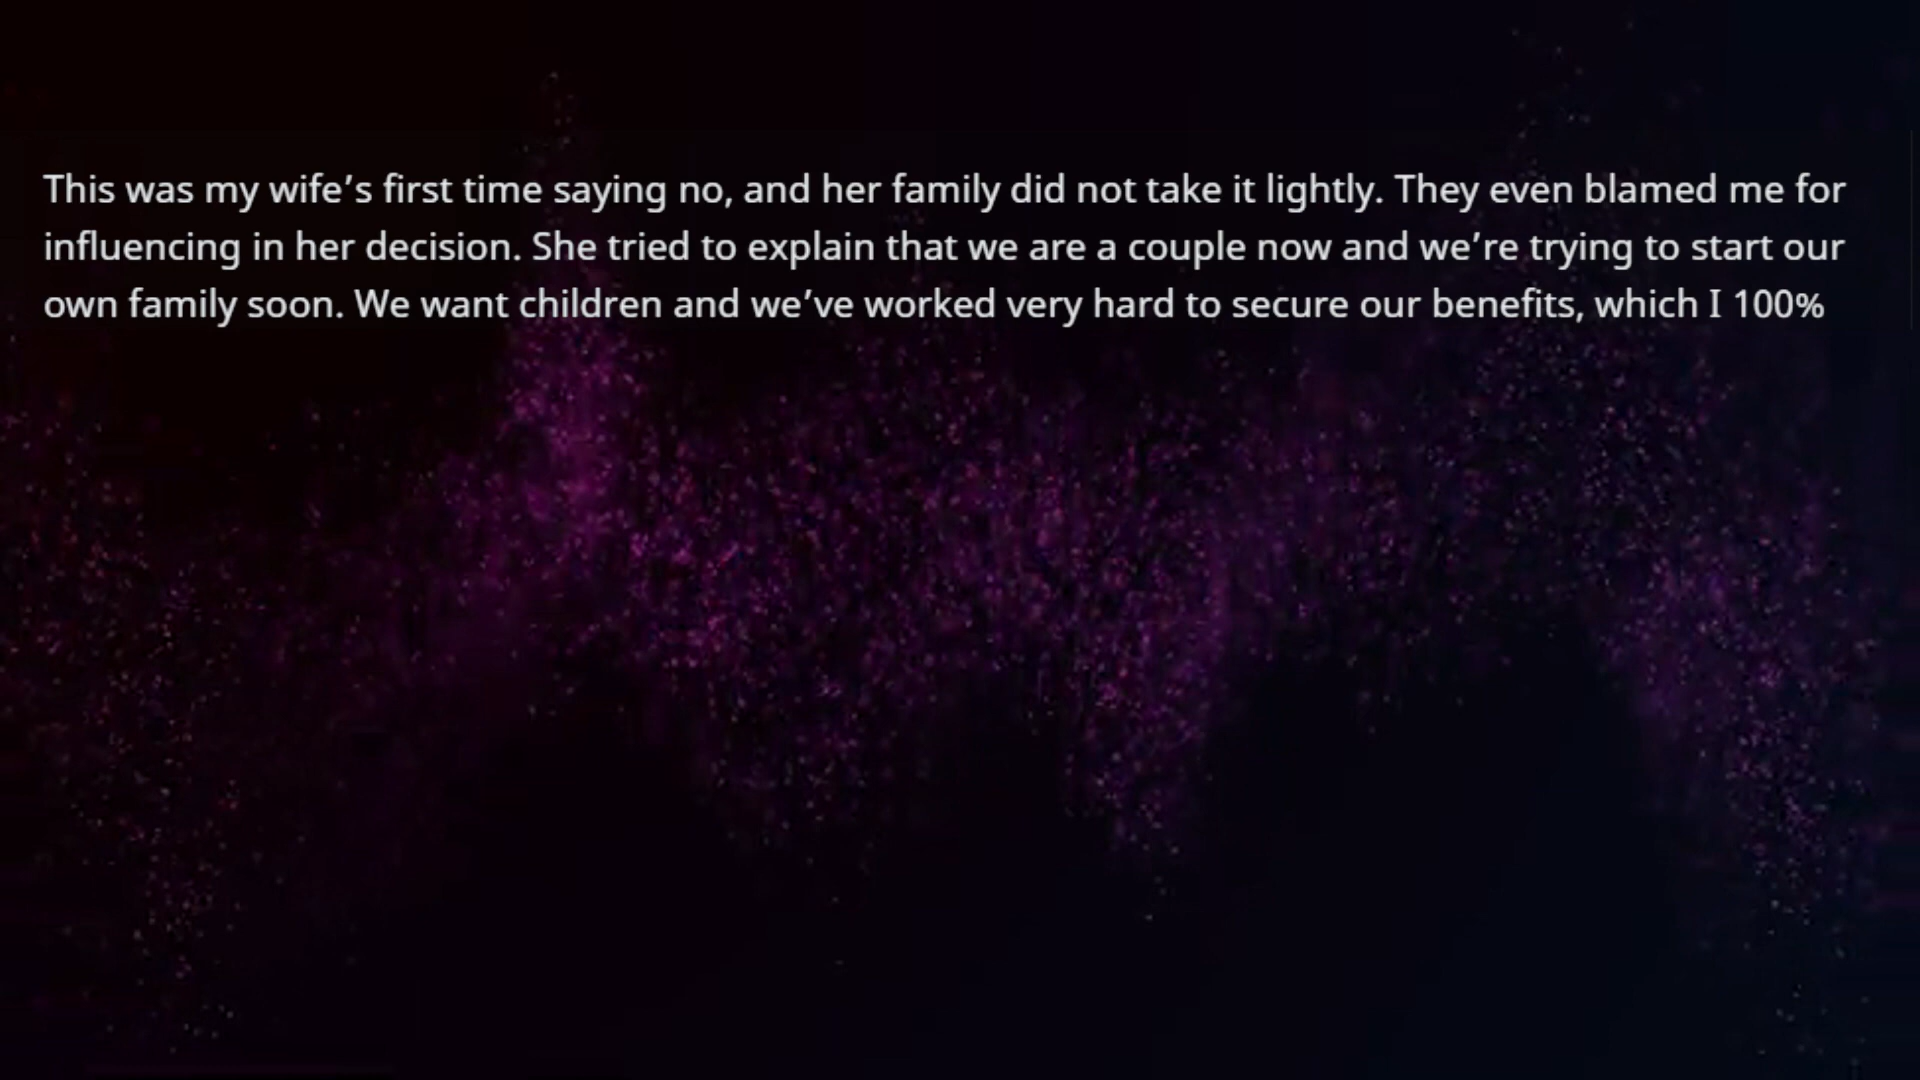 This was my wife’s first time saying no, and her family did not take it lightly. They even blamed me for
influencing in her decision. She tried to explain that we are a couple now and we’re trying to start our
own family soon. We want children and we’ve worked very hard to secure our benefits, which I 100%